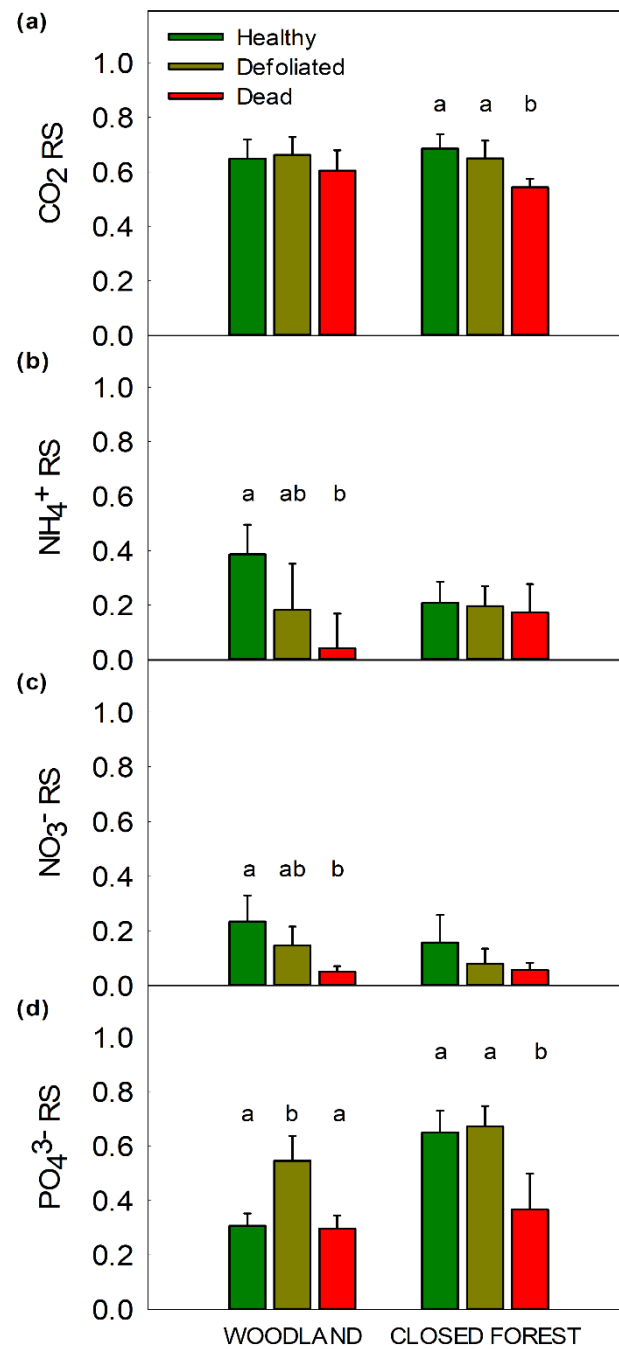 (a)
Healthy
Defoliated
Dead
a a b
1.0
0.8
0.6
0.4
0.2
0.0
CO2 RS
(b)
a ab b
1.0
0.8
0.6
0.4
0.2
0.0
NH4+ RS
(c)
a ab b
1.0
0.8
0.6
0.4
0.2
0.0
NO3- RS
(d)
a b a
a a b
1.0
0.8
0.6
0.4
0.2
0.0
PO43- RS
WOODLAND CLOSED FOREST